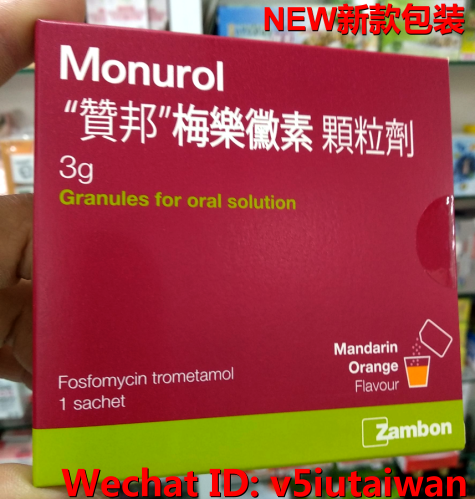 NEW新款包装
Monurol
“贊邦”梅樂黴素 顆粒劑
3g
Granules for oral solution
Mandarin
Orange
Flavour
Fosfomycin trometamol
1 sachet
Zambon
Wechat ID: v5iutaiwan